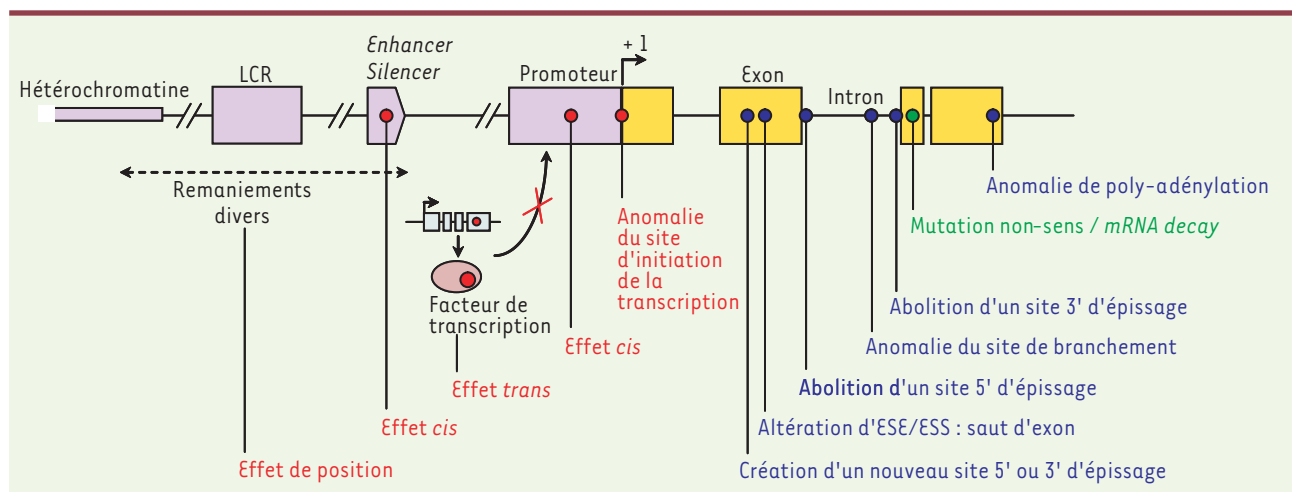 Hétérochromatine
LCR
Enhancer
Silencer
Promoteur
+ 1
Exon
Intron
Remaniements
divers
Facteur de
transcription
Anomalie
du site
d'initiation
de la
transcription
Effet cis
Effet trans
Effet cis
Effet de position
Anomalie de poly-adénylation
Mutation non-sens / mRNA decay
Abolition d'un site 3' d'épissage
Anomalie du site de branchement
Abolition d'un site 5' d'épissage
Altération d'ESE/ESS : saut d'exon
Création d'un nouveau site 5' ou 3' d'épissage